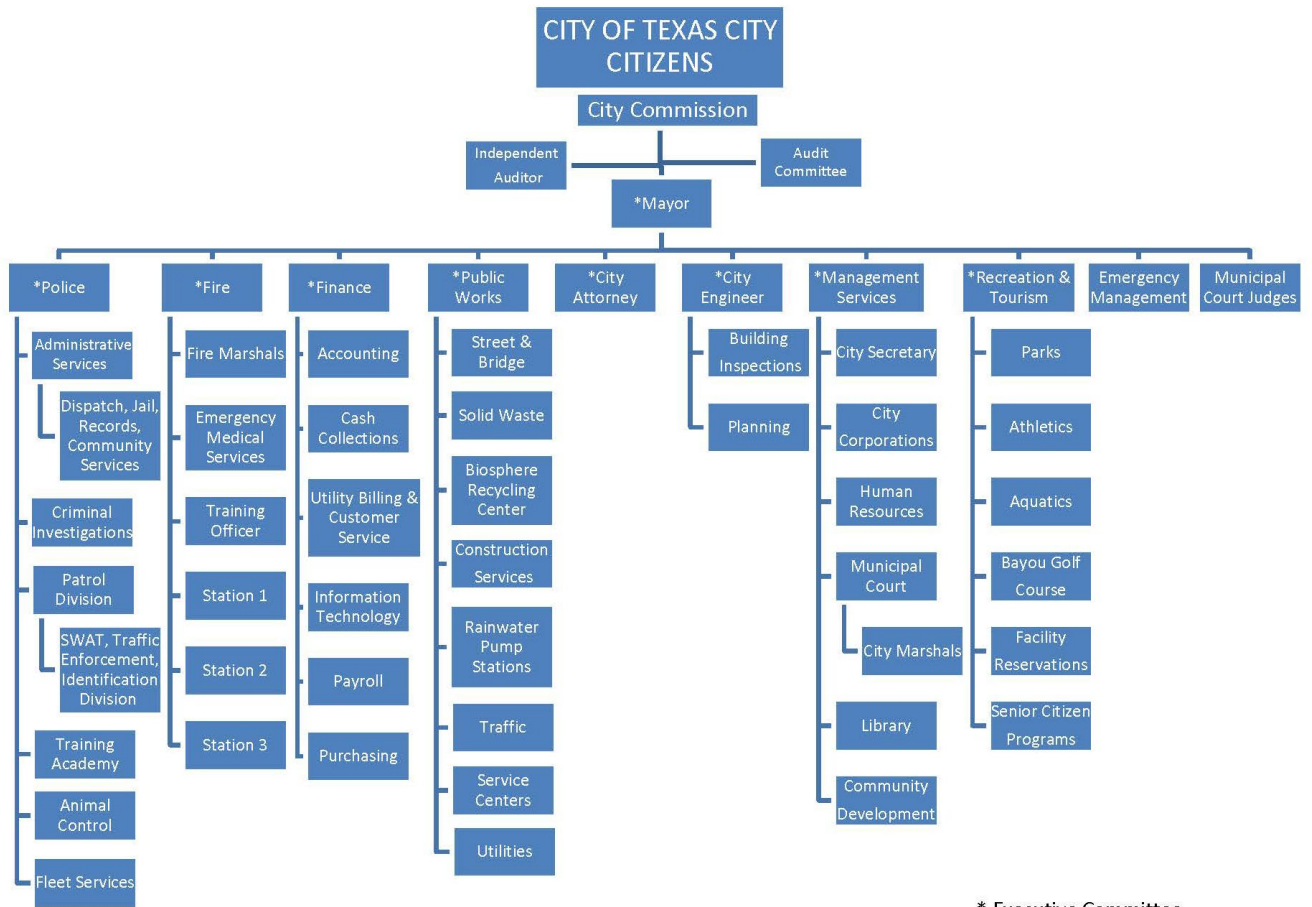 CITY OF TEXAS CITY
CITIZENS
City Commission
Independent
Auditor
Audit
Committee
*Mayor
*Police
Administrative
Services
Dispatch, Jail,
Records,
Community
Services
Criminal
Investigations
Patrol
Division
SWAT, Traffic
Enforcement,
Identification
Division
Training
Academy
Animal
Control
Fleet Services
*Fire
Fire Marshals
Emergency
Medical
Services
Training
Officer
Station 1
Station 2
Station 3
*Finance
Accounting
Cash
Collections
Utility Billing &
Customer
Service
Information
Technology
Payroll
Purchasing
*Public
Works
Street &
Bridge
Solid Waste
Biosphere
Recycling
Center
Construction
Services
Rainwater
Pump
Stations
Traffic
Service
Centers
Utilities
*City
Attorney
*City
Engineer
Building
Inspections
Planning
*Management
Services
City Secretary
City
Corporations
Human
Resources
Municipal
Court
City Marshals
Library
Community
Development
*Recreation &
Tourism
Parks
Athletics
Aquatics
Bayou Golf
Course
Facility
Reservations
Senior Citizen
Programs
Emergency
Management
Municipal
Court Judges
* Executive Committee